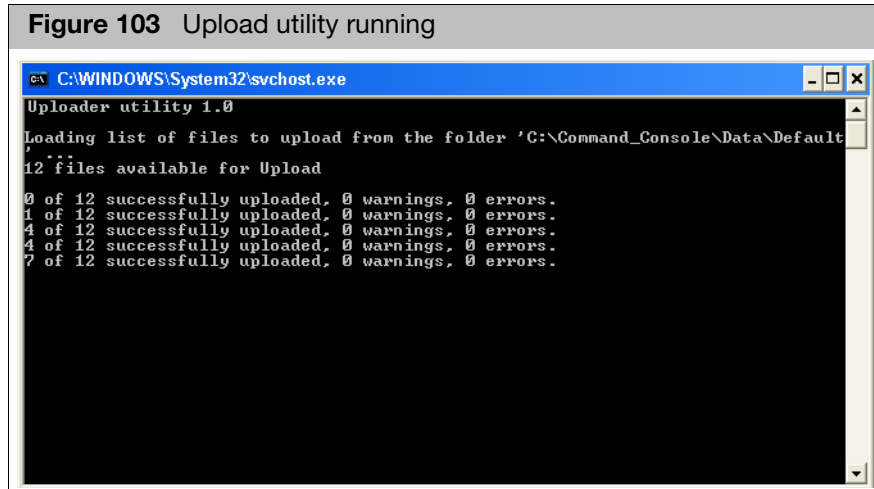 Figure 103 Upload utility running
C:\WINDOWS\System32\svchost.exe
Uploader utility 1.0
Loading list of files to upload from the folder 'C:\Command_Console\Data\Default
' ...
12 files available for Upload
0 of 12 successfully uploaded, 0 warnings, 0 errors.
1 of 12 successfully uploaded, 0 warnings, 0 errors.
4 of 12 successfully uploaded, 0 warnings, 0 errors.
4 of 12 successfully uploaded, 0 warnings, 0 errors.
7 of 12 successfully uploaded, 0 warnings, 0 errors.